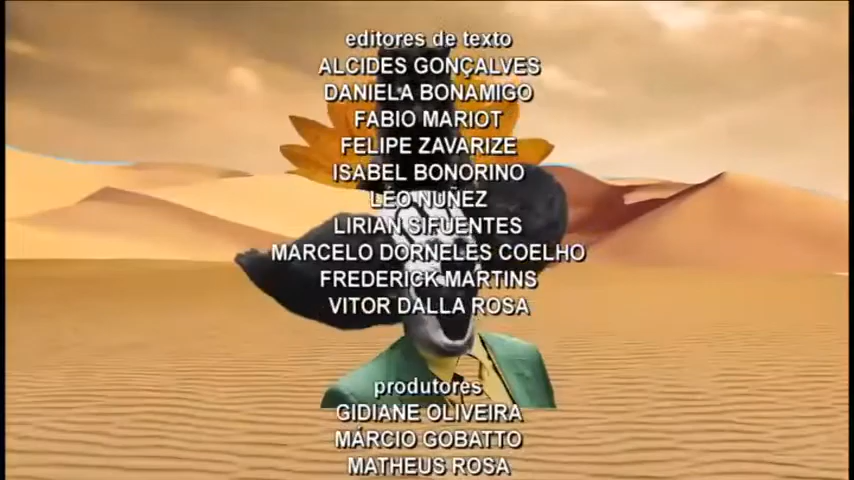 editores de texto
ALCIDES GONÇALVES
DANIELA BONAMIGO
FABIO MARIOT
FELIPE ZAVARIZE
ISABEL BONORINO
LÉO NUÑEZ
LIRIAN SIFUENTES
MARCELO DORNELES COELHO
FREDERICK MARTINS
VITOR DALLA ROSA
produtores
GIDIANE OLIVEIRA
MÁRCIO GOBATTO
MATHEUS ROSA